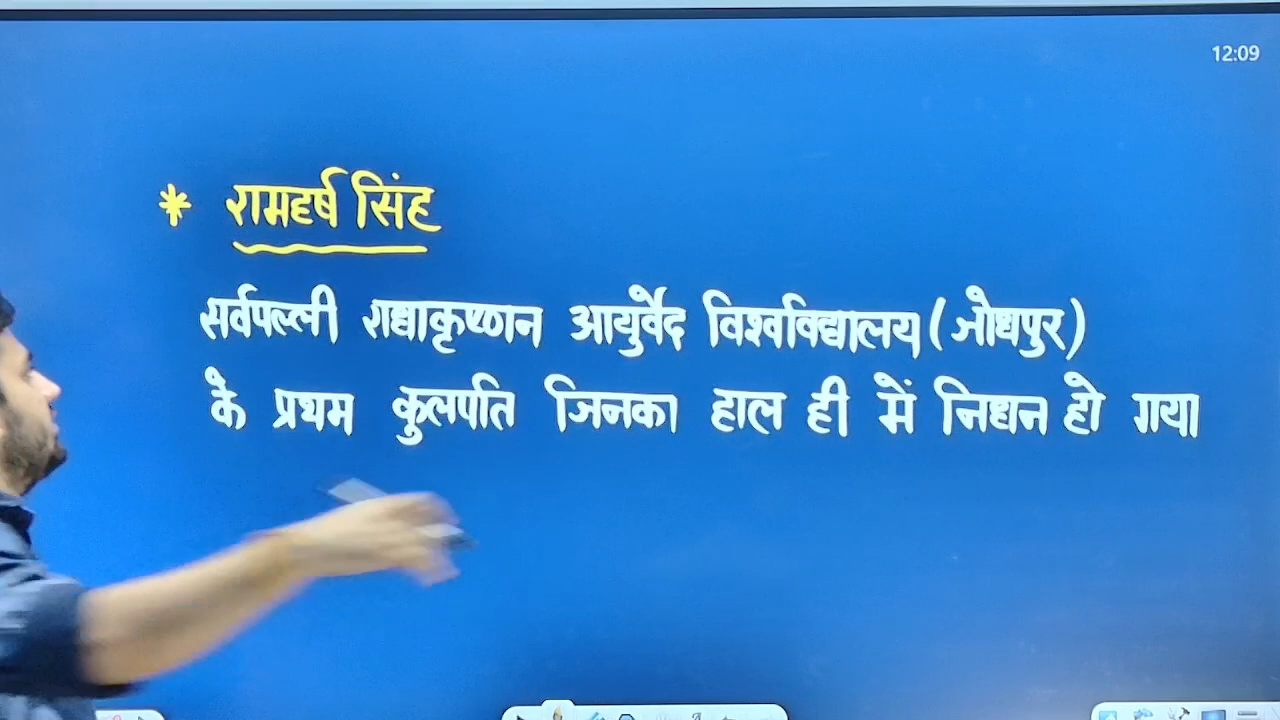 12:09
* रामहर्ष सिंह
सर्वपल्ली राधाकृष्णन आयुर्वेद विश्वविद्यालय (जोधपुर)
के प्रथम कुलपति जिनका हाल ही में निधन हो गया